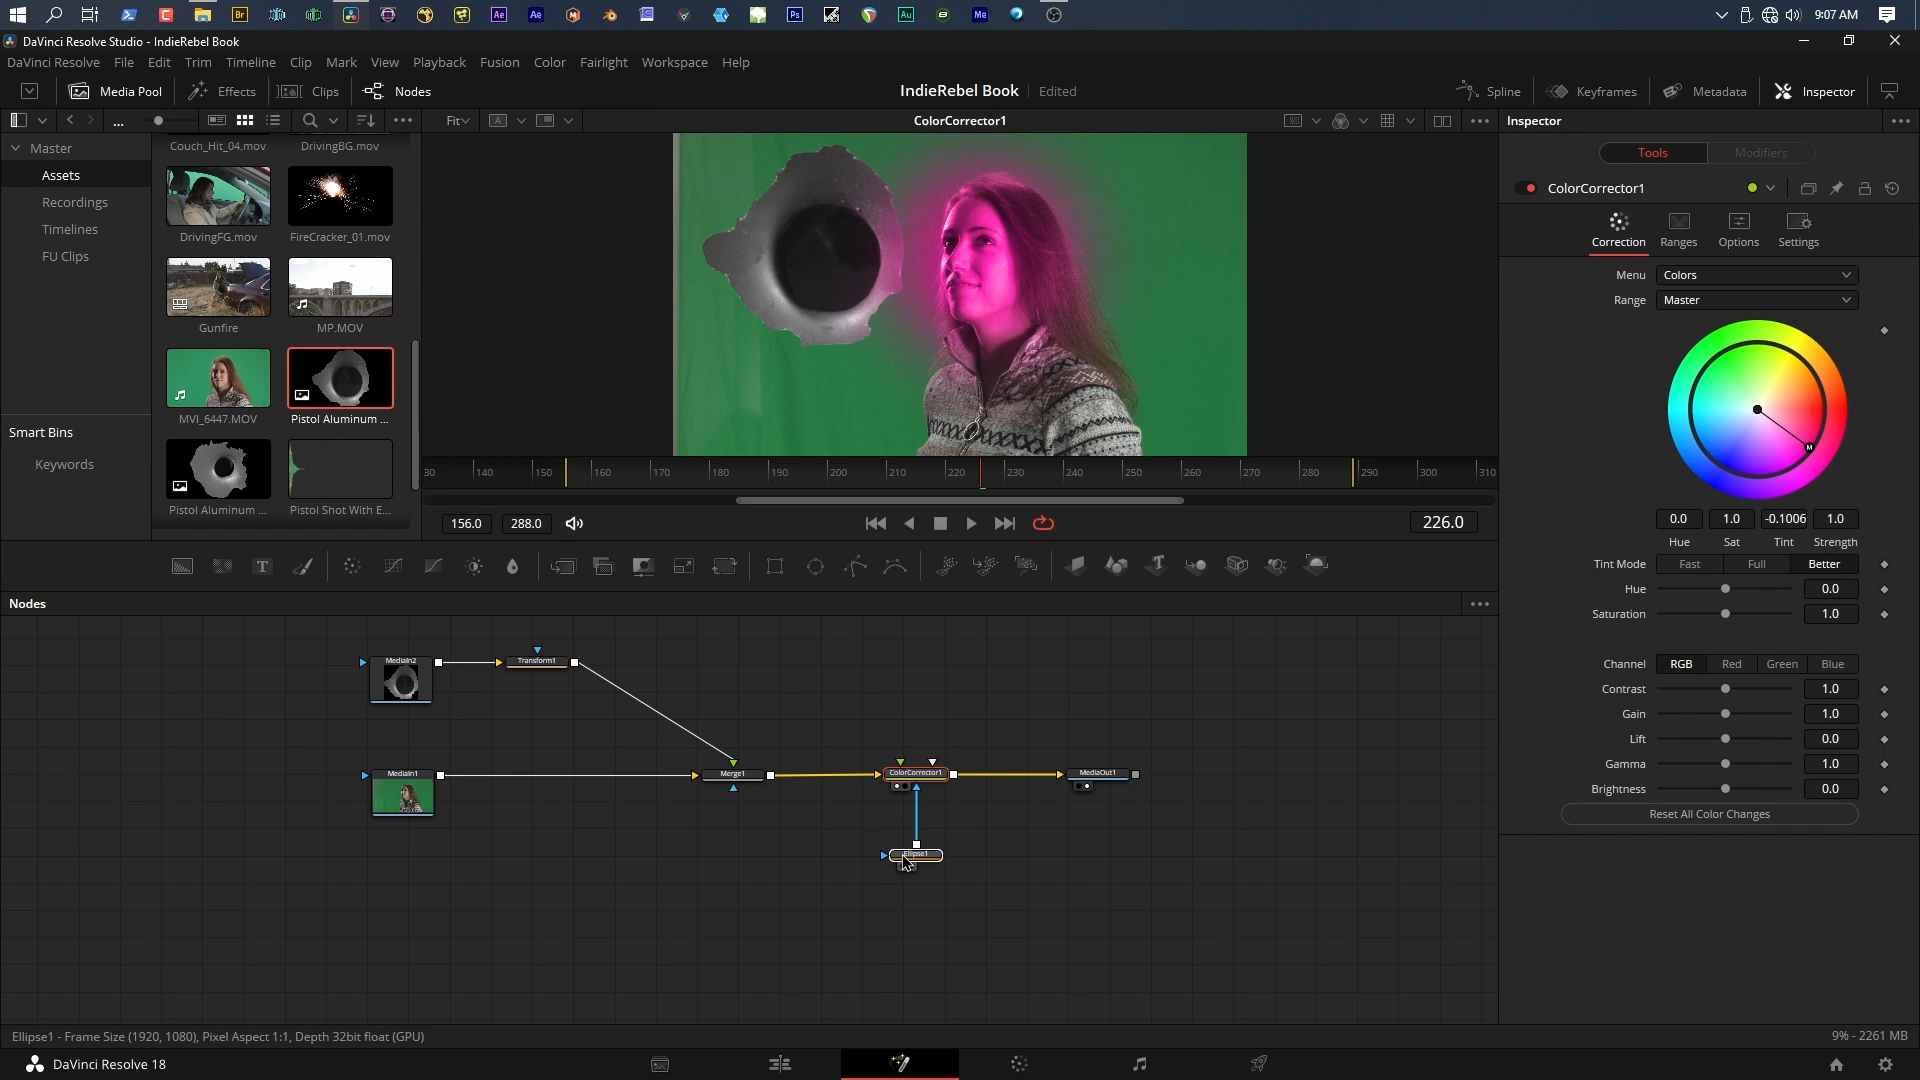 9:07 AM
DaVinci Resolve Studio - IndieRebel Book
DaVinci Resolve File Edit Trim Timeline Clip Mark View Playback Fusion Color Fairlight Workspace Help
Media Pool Effects Clips Nodes IndieRebel Book Edited Spline Keyframes Metadata Inspector
... Fit A ColorCorrector1 Inspector
Master
Assets
Recordings
Timelines
FU Clips
Smart Bins
Keywords
Couch_Hit_04.mov DrivingBG.mov
DrivingFG.mov FireCracker_01.mov
Gunfire MP.MOV
MVI_6447.MOV Pistol Aluminum ...
Pistol Aluminum ... Pistol Shot With E...
30 140 150 160 170 180 190 200 210 220 230 240 250 260 270 280 290 300 310
156.0 288.0 226.0
Tools Modifiers
ColorCorrector1
Correction Ranges Options Settings
Menu Colors
Range Master
M
0.0 1.0 -0.1006 1.0
Hue Sat Tint Strength
Tint Mode Fast Full Better
Hue 0.0
Saturation 1.0
Channel RGB Red Green Blue
Contrast 1.0
Gain 1.0
Lift 0.0
Gamma 1.0
Brightness 0.0
Reset All Color Changes
Nodes
MediaIn2 Transform1
MediaIn1 Merge1 ColorCorrector1 MediaOut1
Ellipse1
Ellipse1 - Frame Size (1920, 1080), Pixel Aspect 1:1, Depth 32bit float (GPU) 9% - 2261 MB
DaVinci Resolve 18